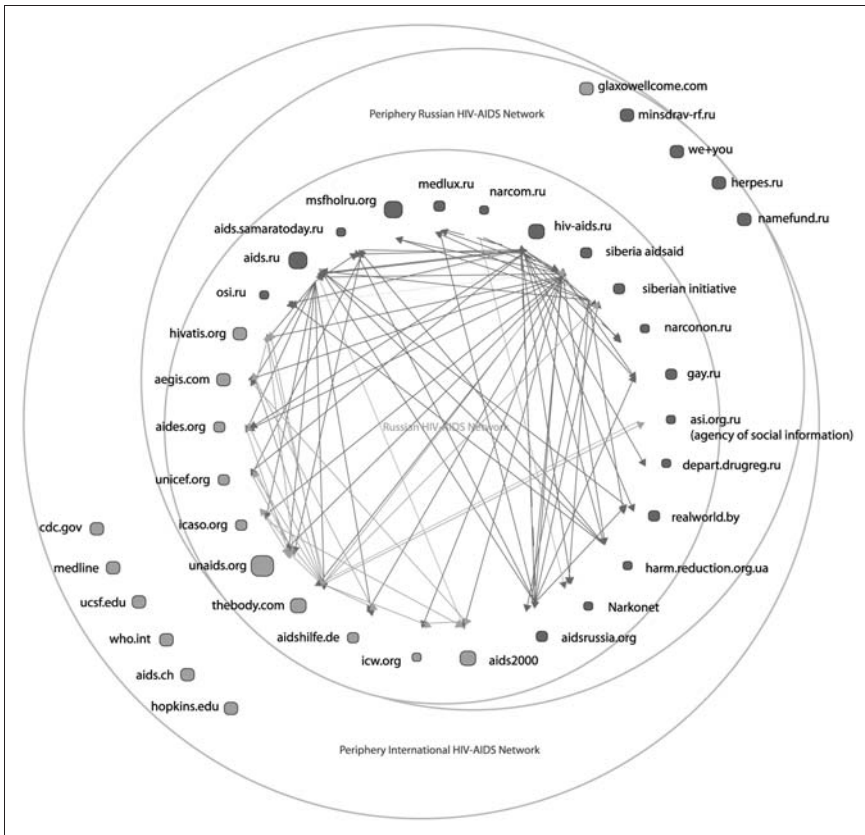 glaxowellcome.com
Periphery Russian HIV-AIDS Network
minsdrav-rf.ru
we+you
herpes.ru
namefund.ru
medlux.ru
narcom.ru
msfholru.org
hiv-aids.ru
aids.samaratoday.ru
siberia aidsaid
aids.ru
siberian initiative
osi.ru
narconon.ru
hivatis.org
gay.ru
aegis.com
asi.org.ru
(agency of social information)
aides.org
Russian HIV-AIDS Network
depart.drugreg.ru
unicef.org
realworld.by
icaso.org
cdc.gov
harm.reduction.org.ua
unaids.org
medline
Narkonet
thebody.com
ucsf.edu
aidsrussia.org
aidshilfe.de
who.int
icw.org
aids2000
aids.ch
hopkins.edu
Periphery International HIV-AIDS Network